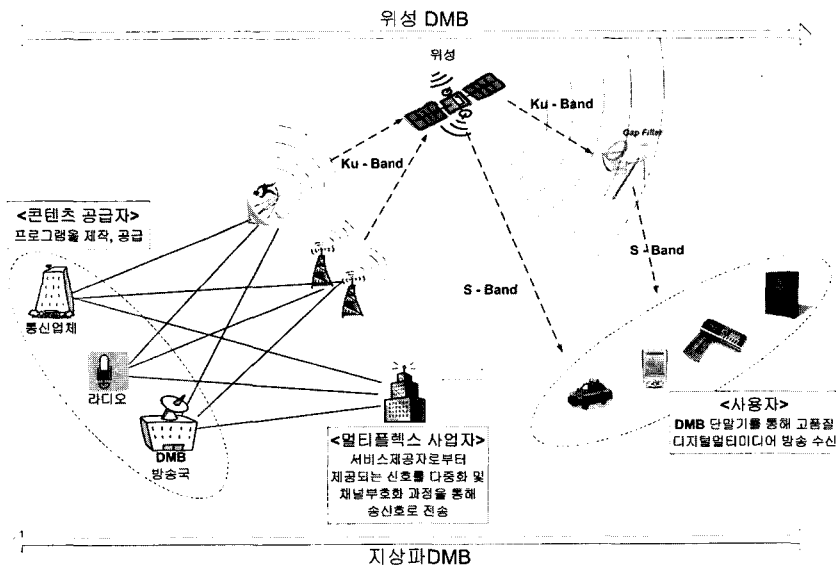 위성 DMB
위성
Ku - Band
Ku - Band
Gap Filler
<콘텐츠 공급자>
프로그램을 제작, 공급
S - Band
S - Band
통신업체
라디오
DMB
방송국
<멀티플렉스 사업자>
서비스제공자로부터
제공되는 신호를 다중화 및
채널부호화 과정을 통해
송신호로 전송
<사용자>
DMB 단말기를 통해 고품질
디지털멀티미디어 방송 수신
1
지상파DMB